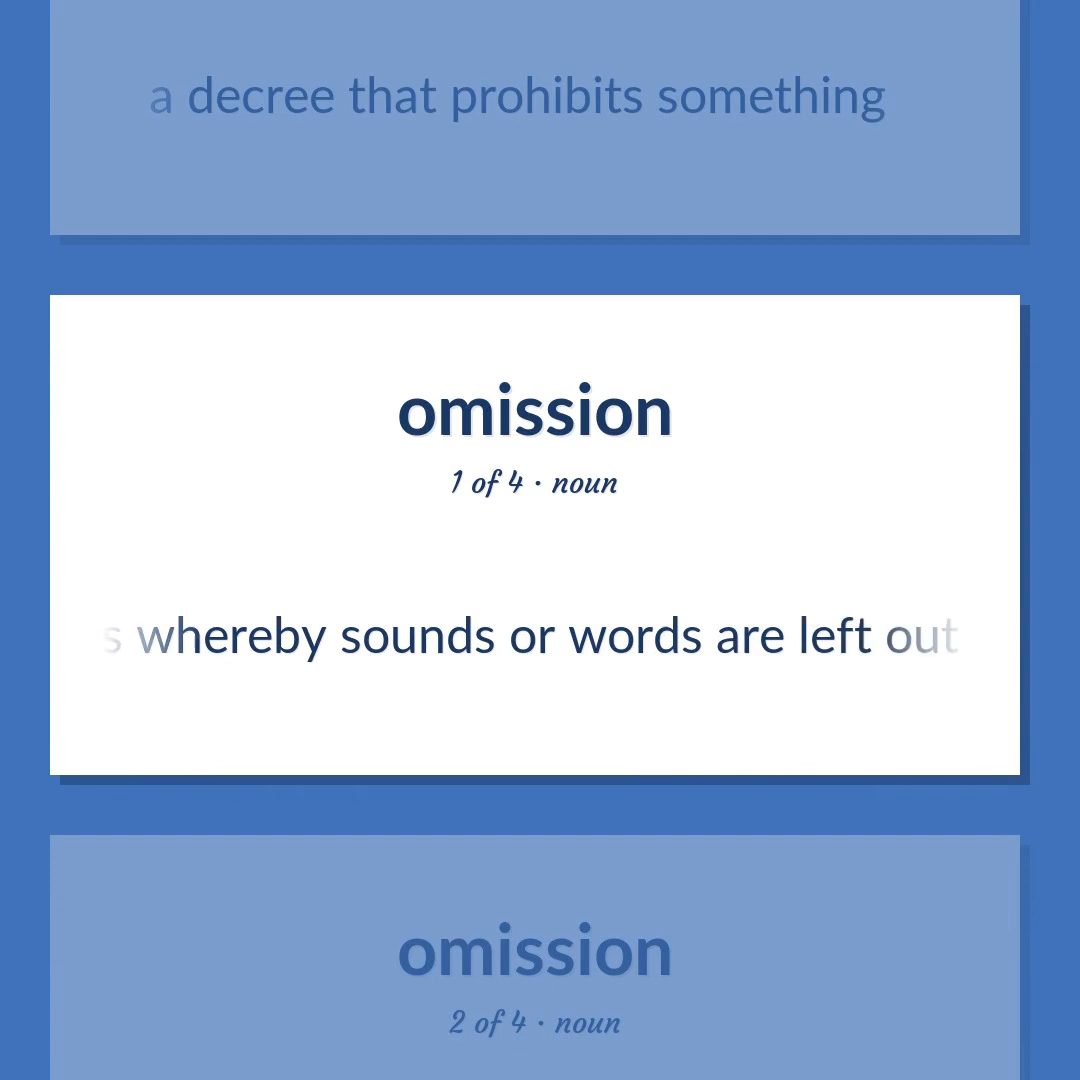 a decree that prohibits something
omission
1 of 4 · noun
s whereby sounds or words are left out
omission
2 of 4 · noun